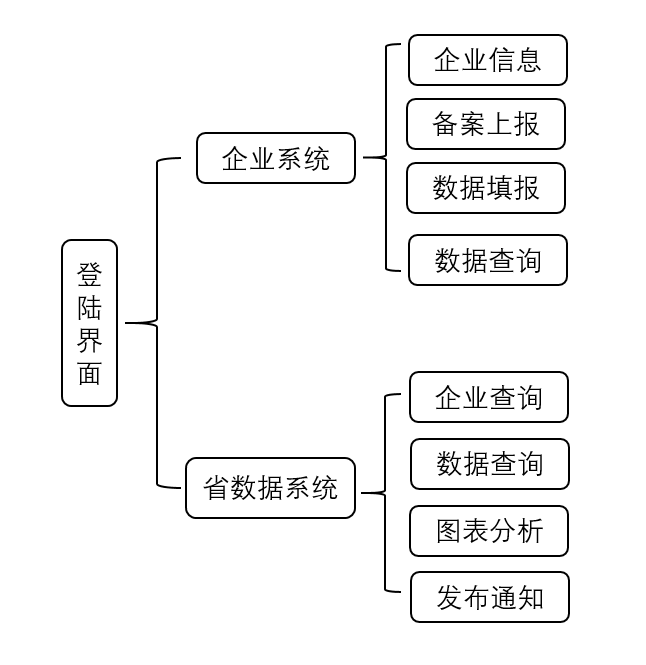 登陆界面
企业系统
企业信息
备案上报
数据填报
数据查询
省数据系统
企业查询
数据查询
图表分析
发布通知